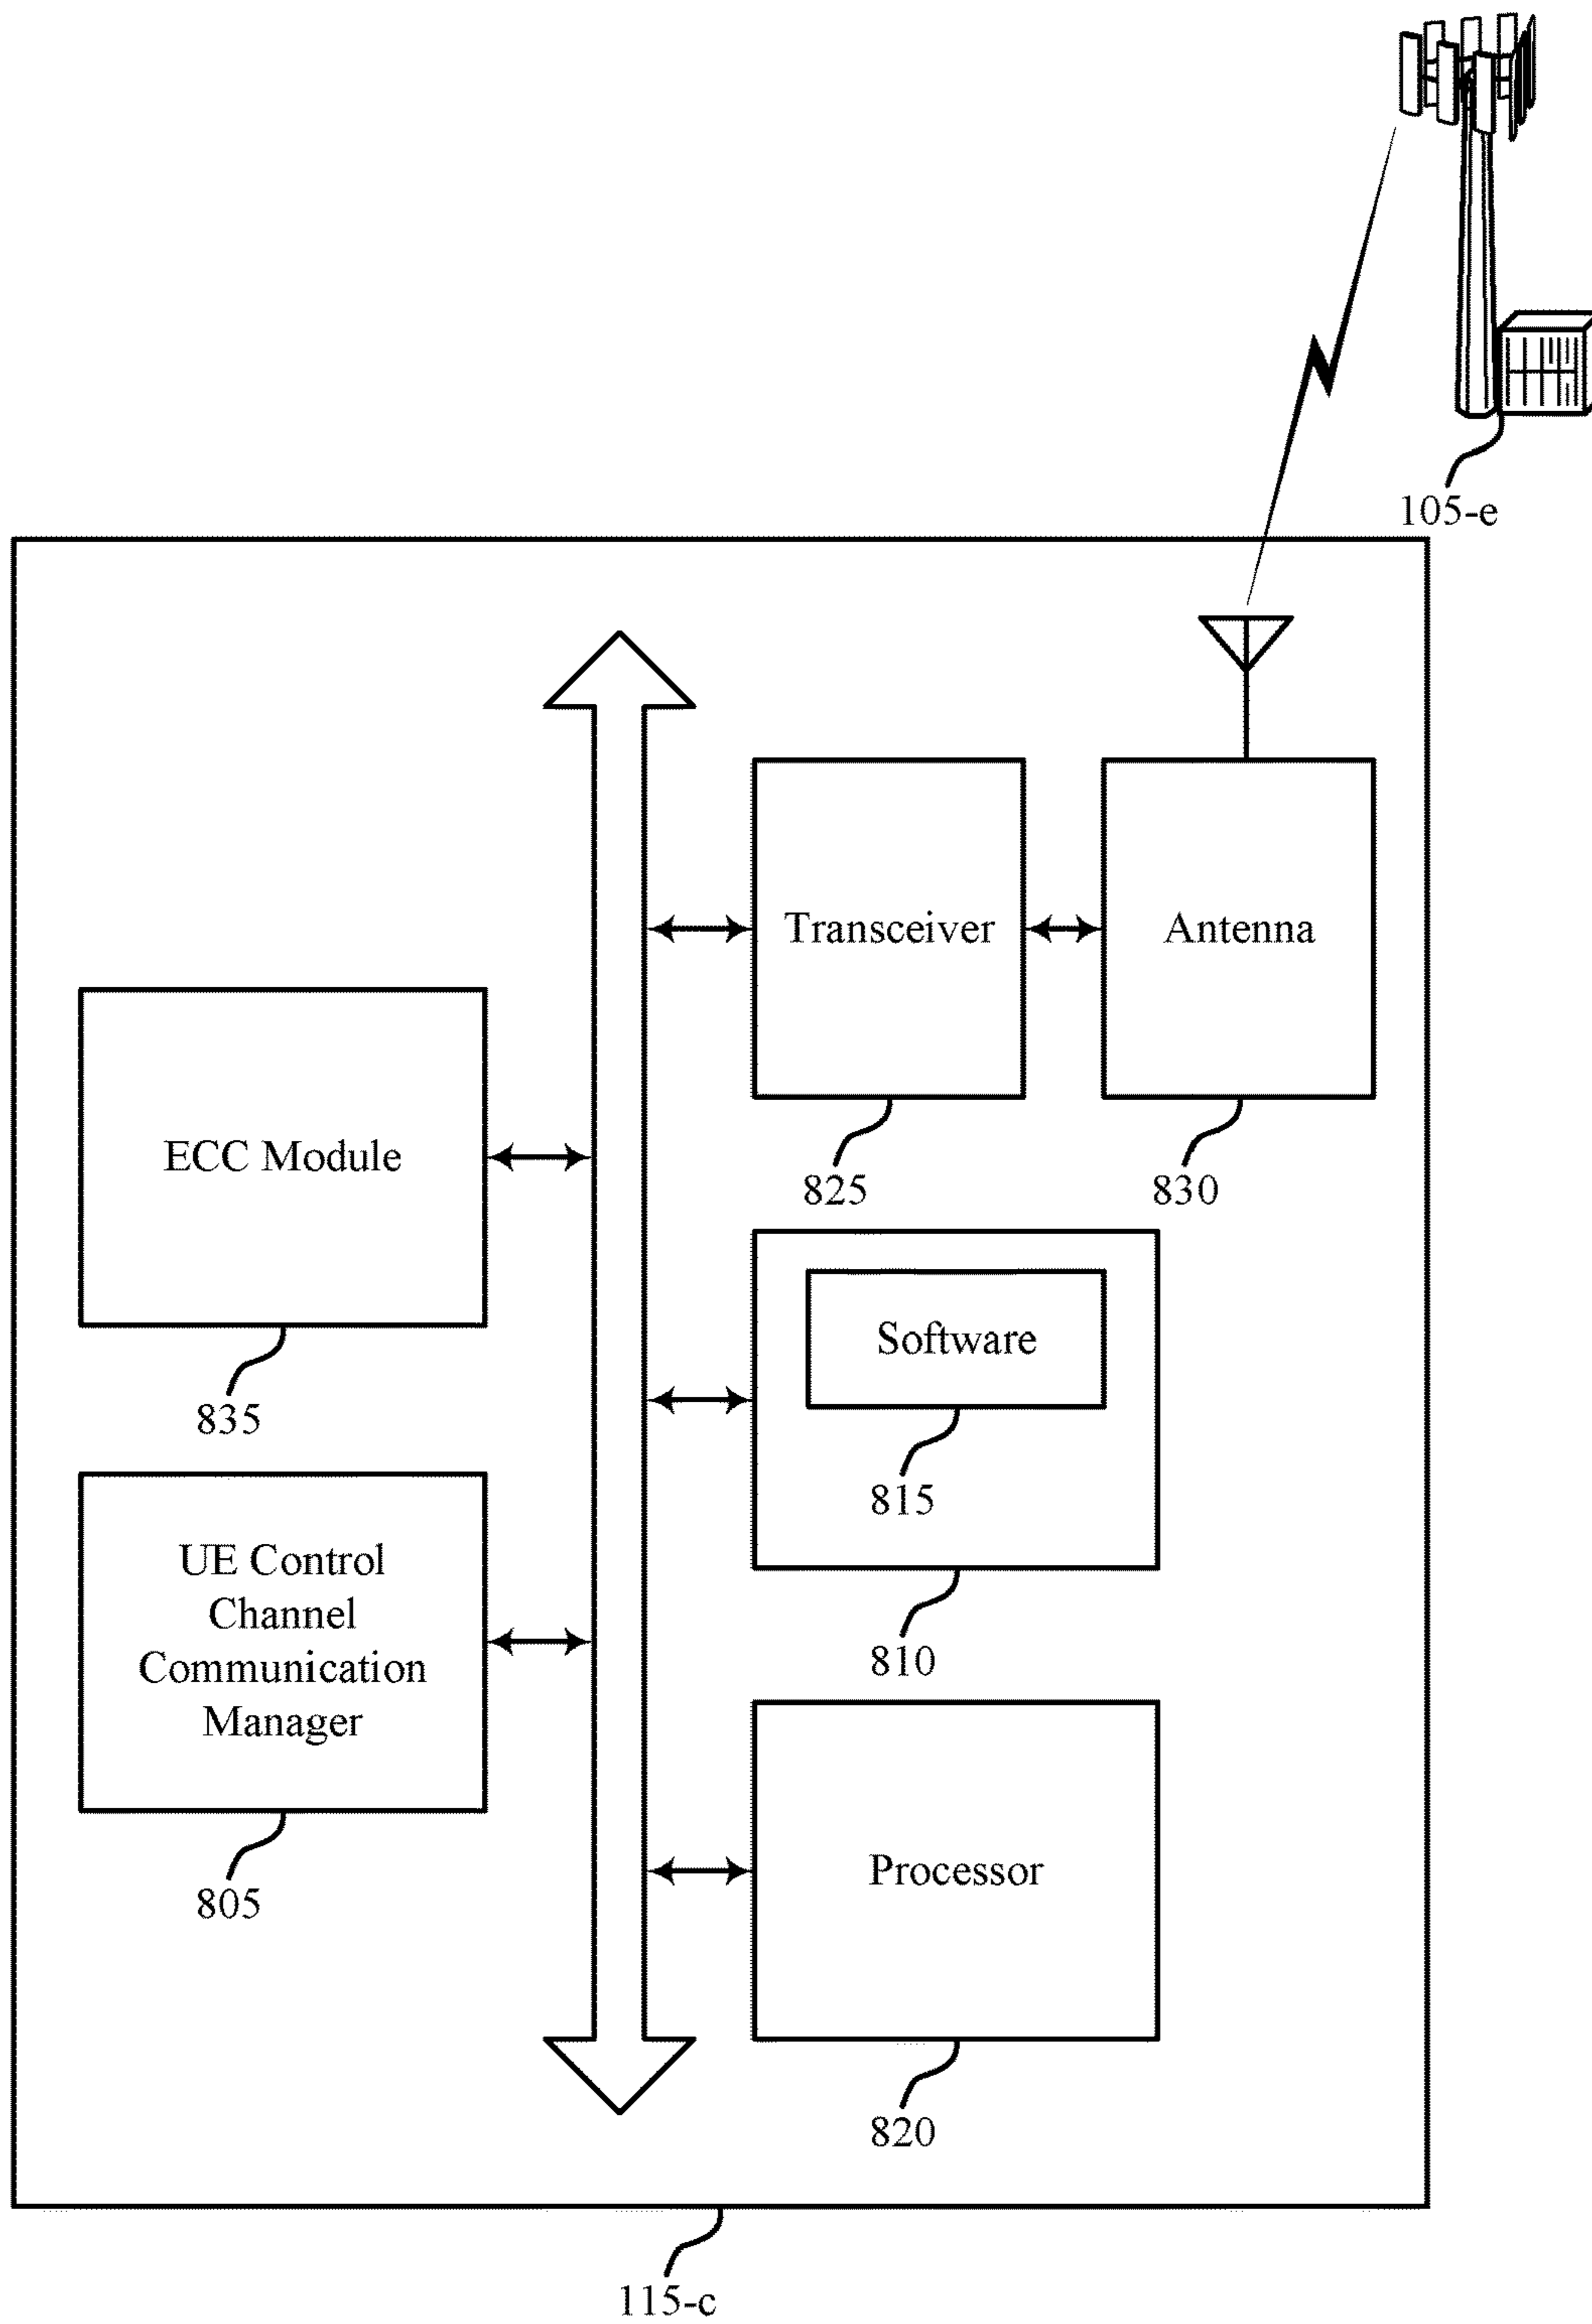 105-e
Transceiver
Antenna
825
830
ECC Module
835
Software
815
810
UE Control
Channel
Communication
Manager
805
Processor
820
115-c